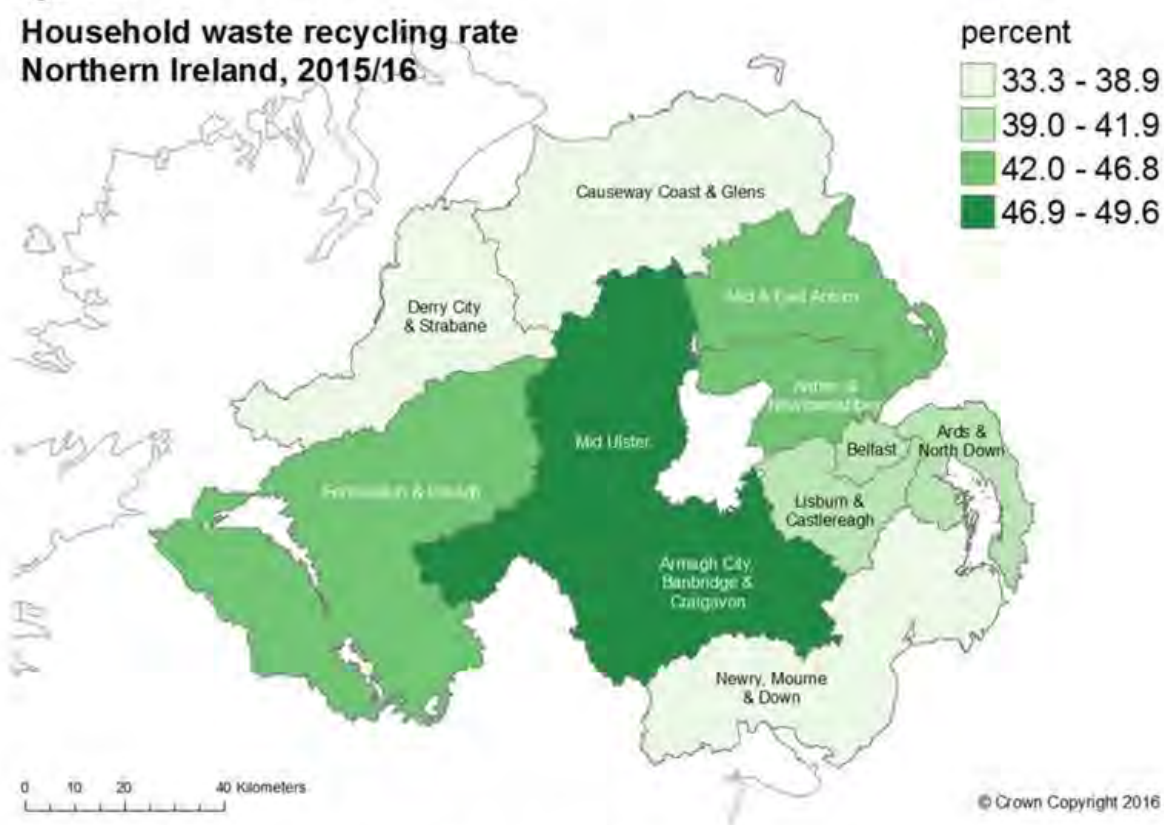 Household waste recycling rate
Northern Ireland, 2015/16
percent
33.3 - 38.9
39.0 - 41.9
42.0 - 46.8
46.9 - 49.6
Causeway Coast & Glens
Mid & East Antrim
Derry City
& Strabane
Antrim &
Newtownabbey
Mid Ulster
Belfast
Ards &
North Down
Fermanagh & Omagh
Lisburn &
Castlereagh
Armagh City,
Banbridge &
Craigavon
Newry, Mourne
& Down
0 10 20 40 Kilometers
© Crown Copyright 2016